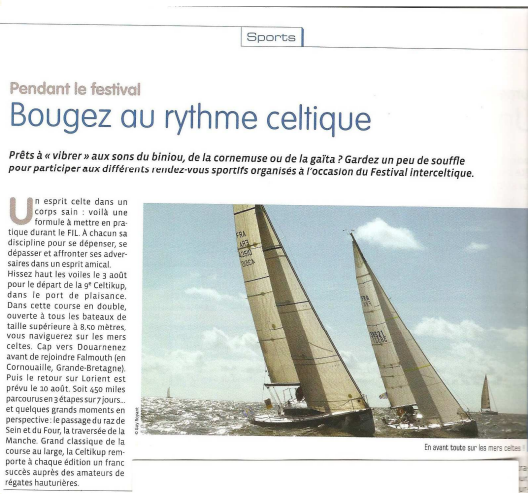 Sports
Pendant le festival
Bougez au rythme celtique
Prêts à « vibrer » aux sons du biniou, de la cornemuse ou de la gaïta ? Gardez un peu de souffle
pour participer aux différents rendez-vous sportifs organisés à l'occasion du Festival interceltique.
Un esprit celte dans un
corps sain : voilà une
formule à mettre en pra-
tique durant le FIL. À chacun sa
discipline pour se dépenser, se
dépasser et affronter ses adver-
saires dans un esprit amical.
Hissez haut les voiles le 3 août
pour le départ de la 9e Celtikup,
dans le port de plaisance.
Dans cette course en double,
ouverte à tous les bateaux de
taille supérieure à 8.50 mètres,
vous naviguerez sur les mers
celtes. Cap vers Douarnenez
avant de rejoindre Falmouth (en
Cornouaille, Grande-Bretagne).
Puis le retour sur Lorient est
prévu le 10 août. Soit 450 miles
parcourus en 3 étapes sur 7 jours...
et quelques grands moments en
perspective : le passage du raz de
Sein et du Four, la traversée de la
Manche. Grand classique de la
course au large, la Celtikup rem-
porte à chaque édition un franc
succès auprès des amateurs de
régates hauturières.
FRA
En avant toute sur les mers celtes !